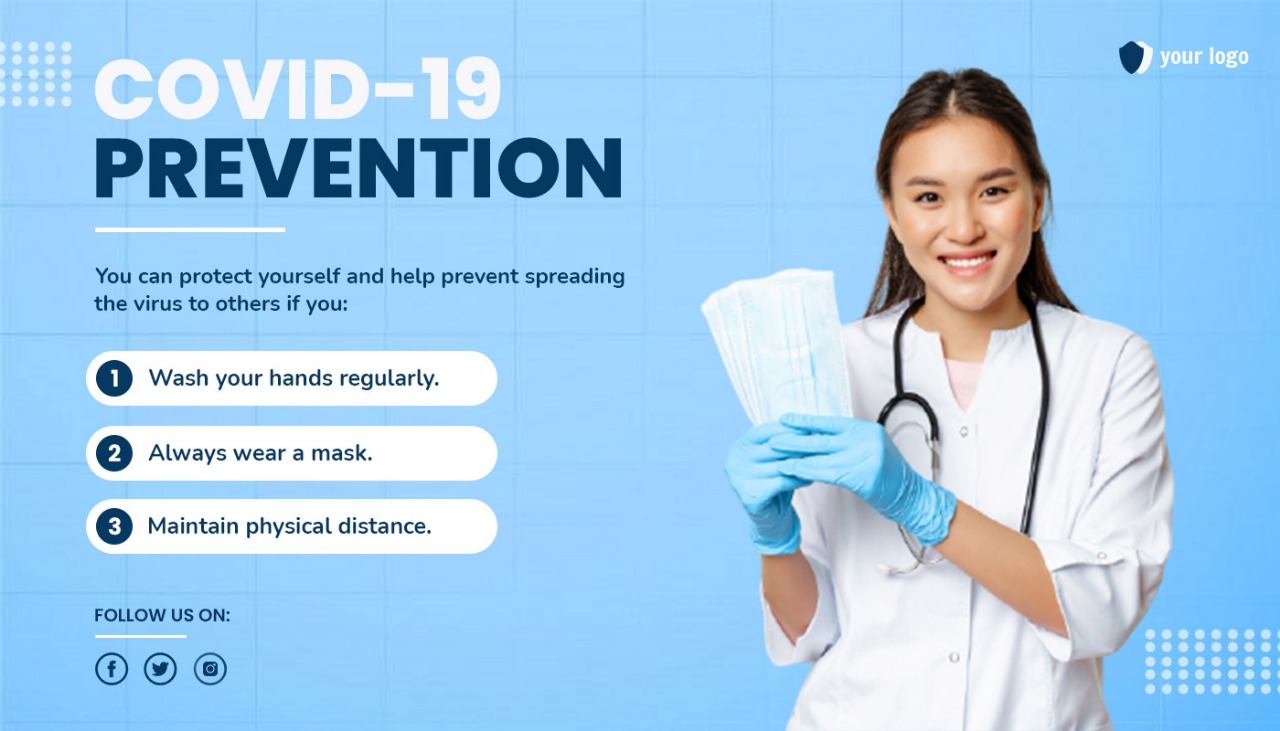 COVID-19
PREVENTION
You can protect yourself and help prevent spreading
the virus to others if you:
1 Wash your hands regularly.
2 Always wear a mask.
3 Maintain physical distance.
FOLLOW US ON:
your logo